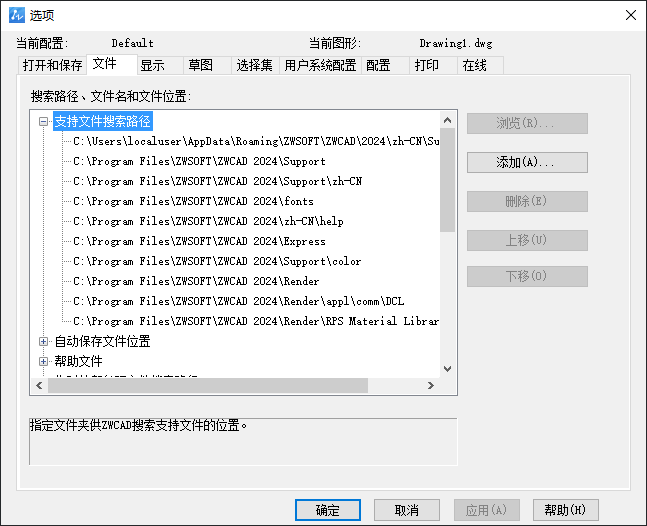 选项
当前配置: Default 当前图形: Drawing1.dwg
打开和保存 文件 显示 草图 选择集 用户系统配置 配置 打印 在线
搜索路径、文件名和文件位置:
支持文件搜索路径
C:\Users\localuser\AppData\Roaming\ZWSOFT\ZWCAD\2024\zh-CN\Su
C:\Program Files\ZWSOFT\ZWCAD 2024\Support
C:\Program Files\ZWSOFT\ZWCAD 2024\Support\zh-CN
C:\Program Files\ZWSOFT\ZWCAD 2024\fonts
C:\Program Files\ZWSOFT\ZWCAD 2024\zh-CN\help
C:\Program Files\ZWSOFT\ZWCAD 2024\Express
C:\Program Files\ZWSOFT\ZWCAD 2024\Support\color
C:\Program Files\ZWSOFT\ZWCAD 2024\Render
C:\Program Files\ZWSOFT\ZWCAD 2024\Render\appl\comm\DCL
C:\Program Files\ZWSOFT\ZWCAD 2024\Render\RPS Material Librar
自动保存文件位置
帮助文件
浏览(R)...
添加(A)...
删除(E)
上移(U)
下移(O)
指定文件夹供ZWCAD搜索支持文件的位置。
确定 取消 应用(A) 帮助(H)